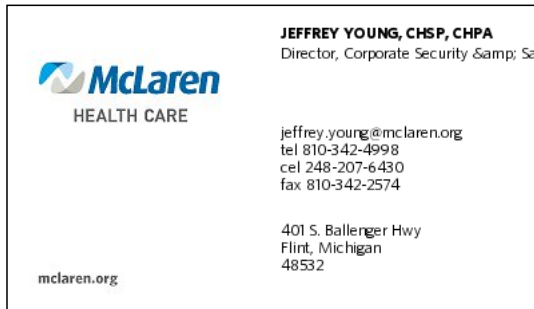 McLaren
HEALTH CARE
mclaren.org
JEFFREY YOUNG, CHSP, CHPA
Director, Corporate Security &amp; Sa
jeffrey.young@mclaren.org
tel 810-342-4998
cel 248-207-6430
fax 810-342-2574
401 S. Ballenger Hwy
Flint, Michigan
48532